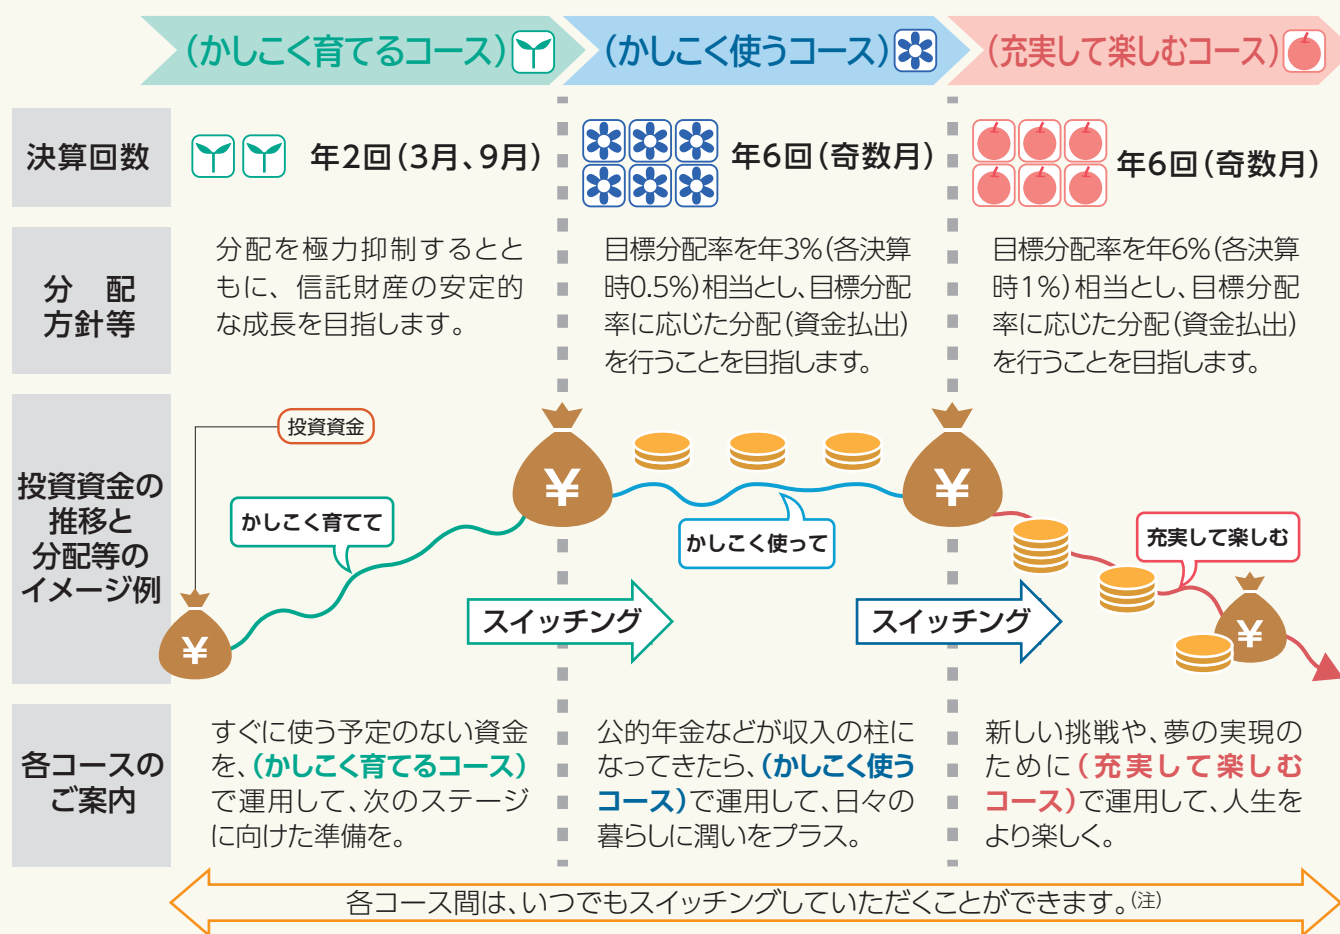 (かしこく育てるコース)
(かしこく使うコース)
(充実して楽しむコース)
決算回数
年2回(3月、9月)
年6回(奇数月)
年6回(奇数月)
分 配
方針等
分配を極力抑制するとと
もに、信託財産の安定的
な成長を目指します。
目標分配率を年3%(各決算
時0.5%)相当とし、目標分配
率に応じた分配(資金払出)
を行うことを目指します。
目標分配率を年6%(各決算
時1%)相当とし、目標分配
率に応じた分配(資金払出)
を行うことを目指します。
投資資金の
推移と
分配等の
イメージ例
投資資金
¥
かしこく育てて
¥
スイッチング
かしこく使って
¥
スイッチング
充実して楽しむ
¥
各コースの
ご案内
すぐに使う予定のない資金
を、(かしこく育てるコース)
で運用して、次のステージ
に向けた準備を。
公的年金などが収入の柱に
なってきたら、(かしこく使う
コース)で運用して、日々の
暮らしに潤いをプラス。
新しい挑戦や、夢の実現の
ために(充実して楽しむ
コース)で運用して、人生を
より楽しく。
各コース間は、いつでもスイッチングしていただくことができます。(注)